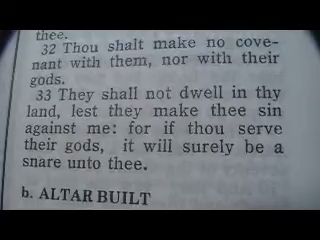 thee.
32 Thou shalt make no cove-
nant with them, nor with their
gods.
33 They shall not dwell in thy
land, lest they make thee sin
against me: for if thou serve
their gods, it will surely be a
snare unto thee.
b. ALTAR BUILT